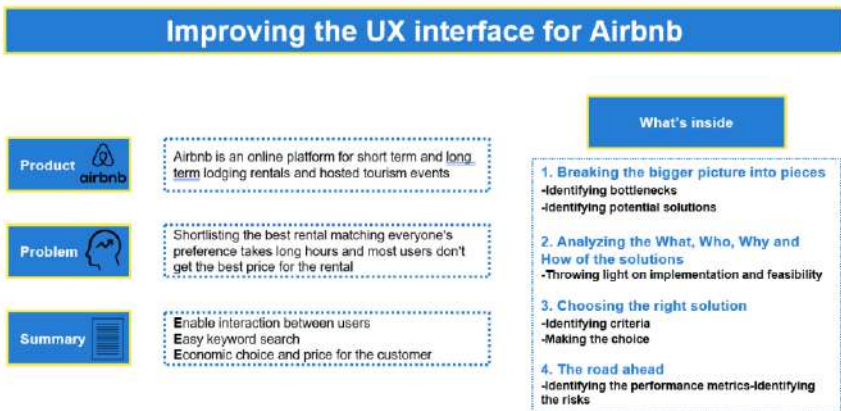 Improving the UX interface for Airbnb
Product
airbnb
Airbnb is an online platform for short term and long
term lodging rentals and hosted tourism events
Problem
Shortlisting the best rental matching everyone's
preference takes long hours and most users don't
get the best price for the rental
Summary
Enable interaction between users
Easy keyword search
Economic choice and price for the customer
What's inside
1. Breaking the bigger picture into pieces
-Identifying bottlenecks
-Identifying potential solutions
2. Analyzing the What, Who, Why and
How of the solutions
-Throwing light on implementation and feasibility
3. Choosing the right solution
-Identifying criteria
-Making the choice
4. The road ahead
-Identifying the performance metrics-Identifying
the risks